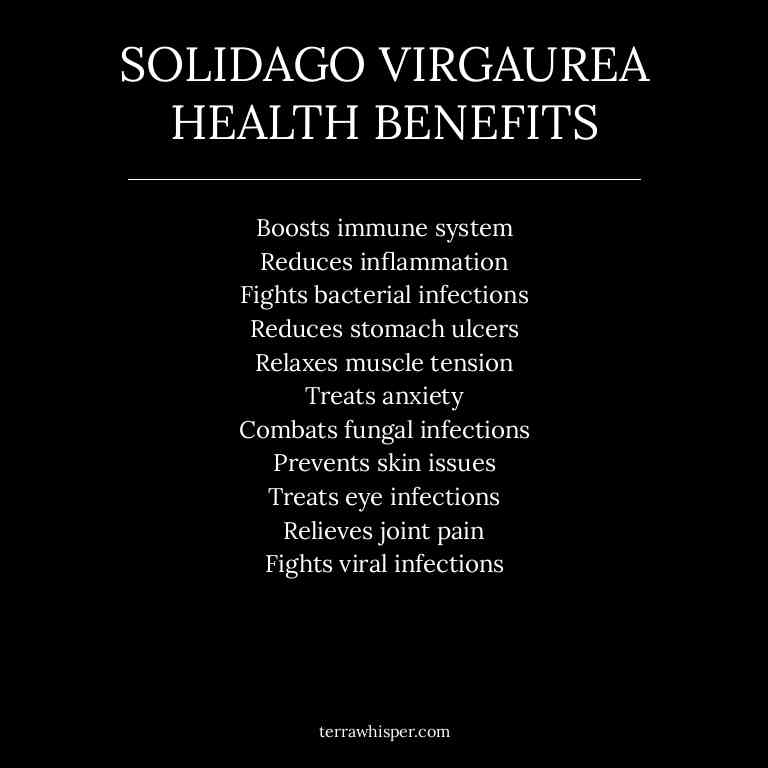 SOLIDAGO VIRGAUREA
HEALTH BENEFITS
Boosts immune system
Reduces inflammation
Fights bacterial infections
Reduces stomach ulcers
Relaxes muscle tension
Treats anxiety
Combats fungal infections
Prevents skin issues
Treats eye infections
Relieves joint pain
Fights viral infections
terrawhisper.com